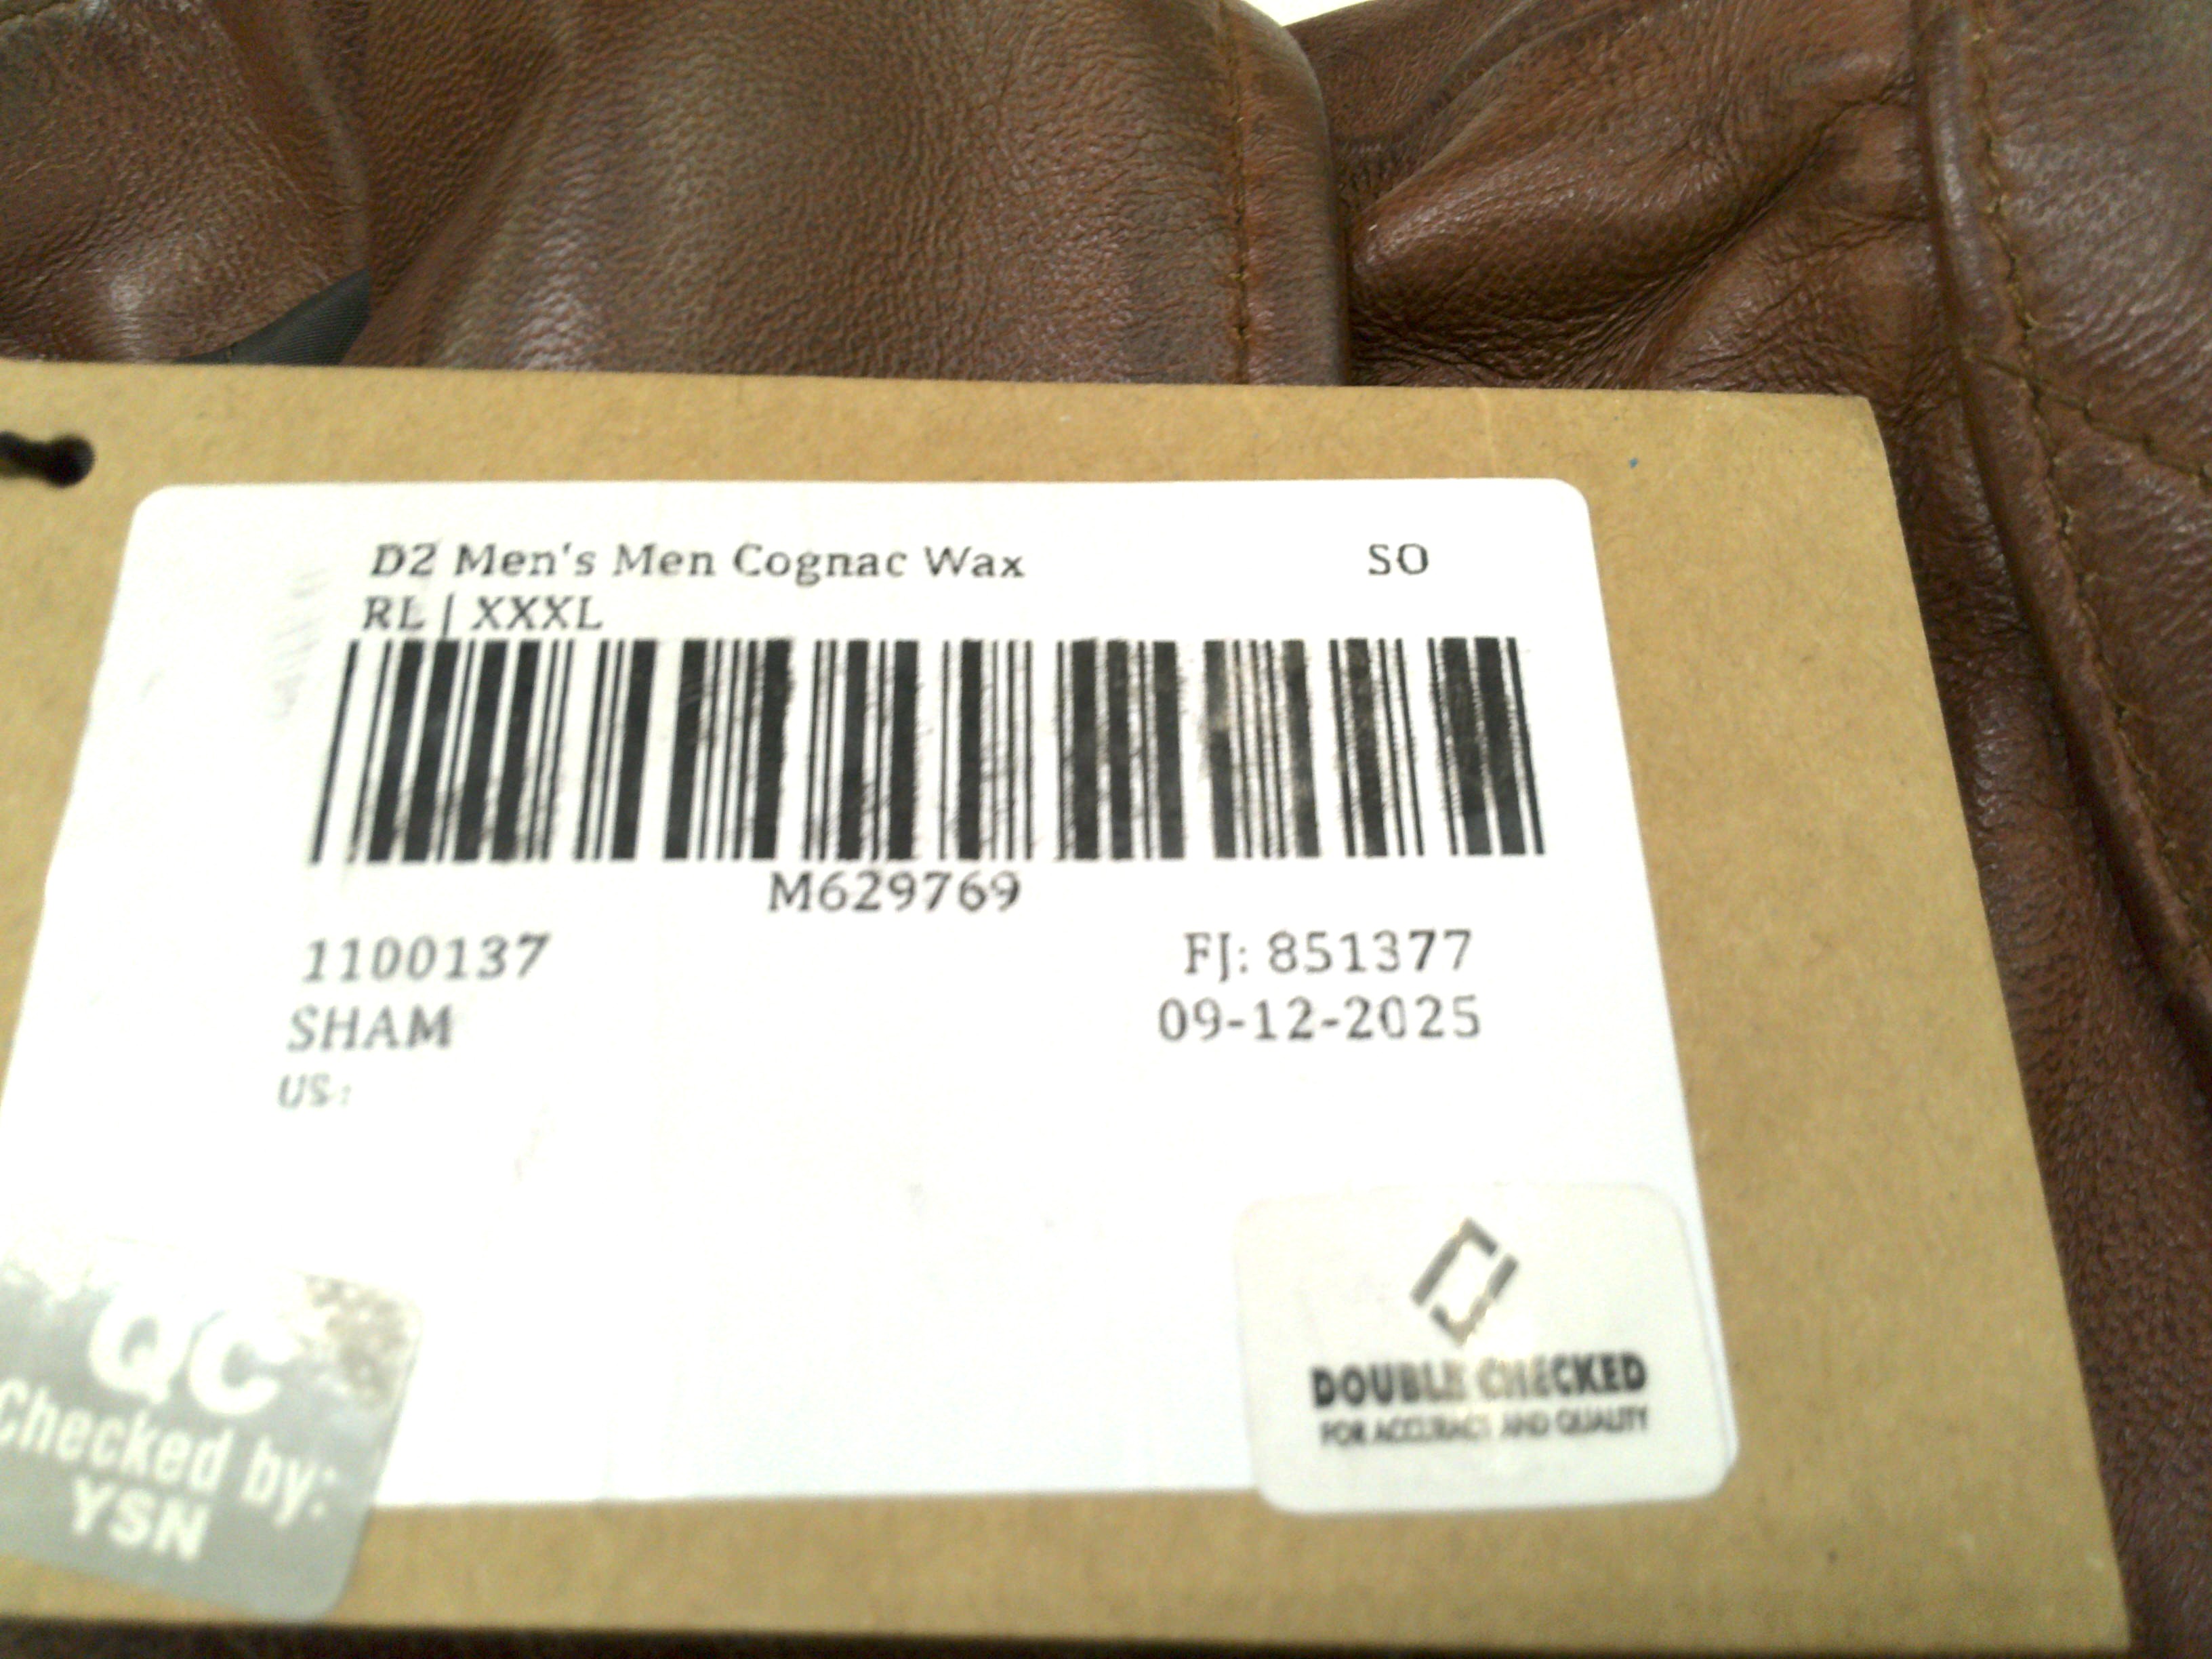 D2 Men's Men Cognac Wax SO
RL | XXXL
M629769
1100137 FJ: 851377
SHAM 09-12-2025
US:
QC
Checked by:
YSN
DOUBLE CHECKED
FOR ACCURACY AND QUALITY